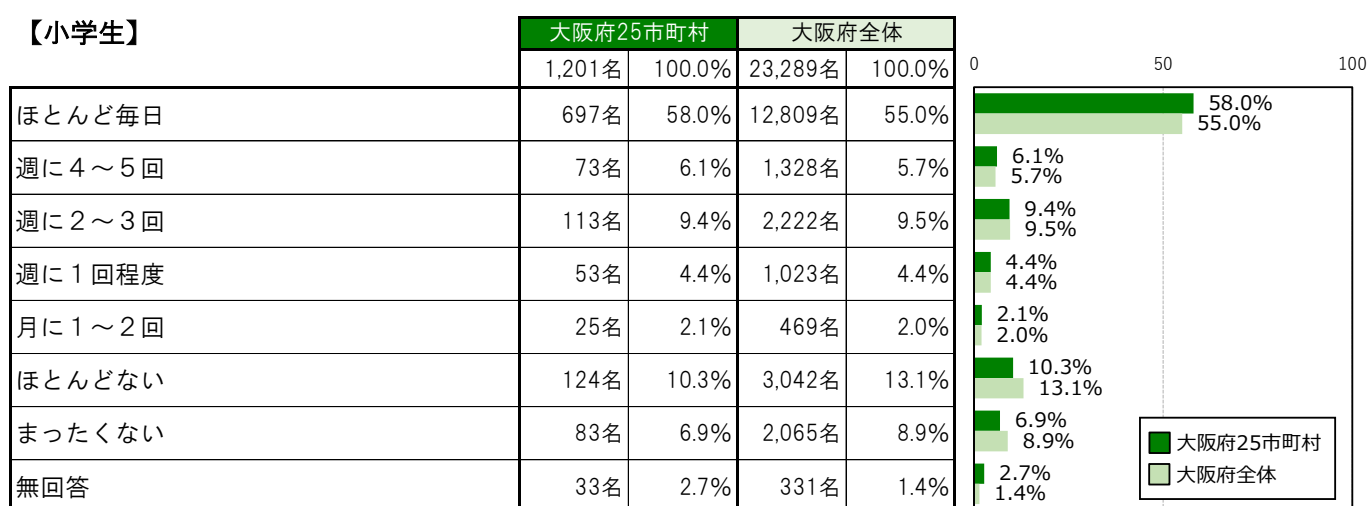 【小学生】 大阪府25市町村 大阪府全体
1,201名 100.0% 23,289名 100.0% 0 50 100
ほとんど毎日 697名 58.0% 12,809名 55.0% 58.0%
55.0%
週に４～５回 73名 6.1% 1,328名 5.7% 6.1%
5.7%
週に２～３回 113名 9.4% 2,222名 9.5% 9.4%
9.5%
週に１回程度 53名 4.4% 1,023名 4.4% 4.4%
4.4%
月に１～２回 25名 2.1% 469名 2.0% 2.1%
2.0%
ほとんどない 124名 10.3% 3,042名 13.1% 10.3%
13.1%
まったくない 83名 6.9% 2,065名 8.9% 6.9%
8.9%
無回答 33名 2.7% 331名 1.4% 2.7%
1.4%
大阪府25市町村
大阪府全体